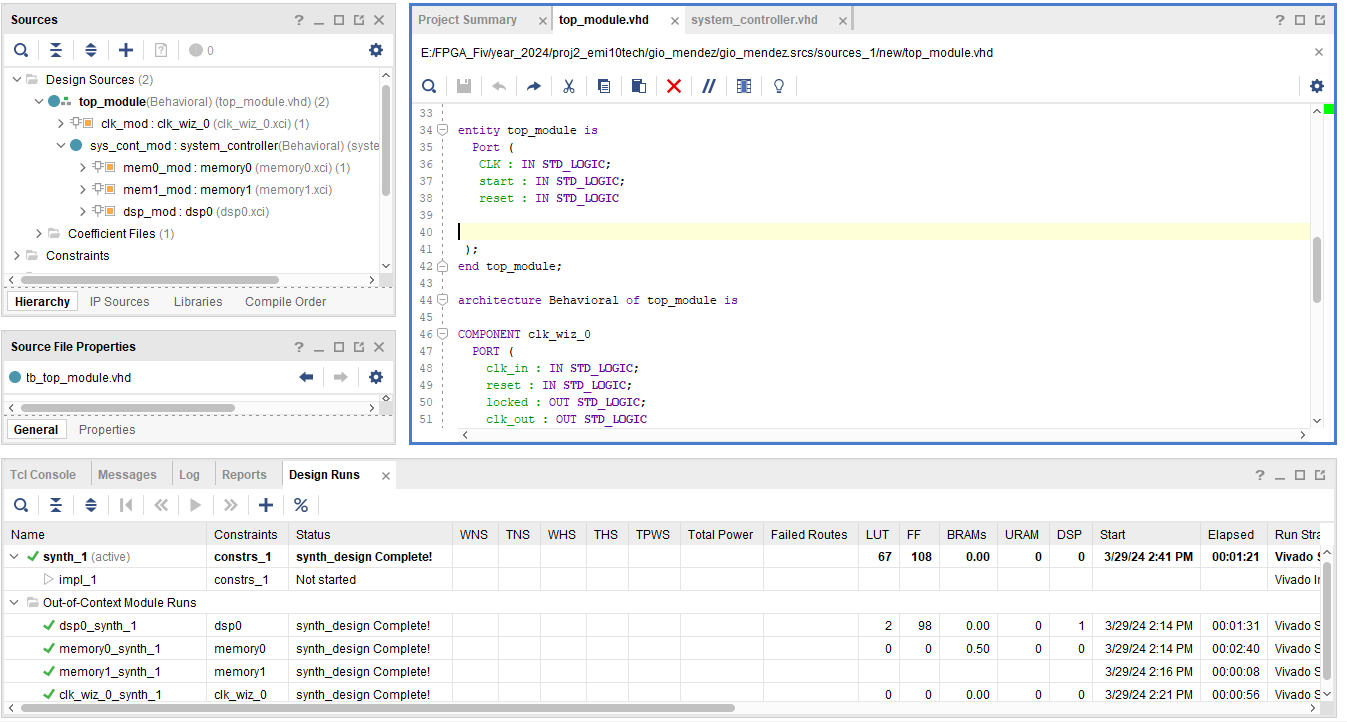 Sources
0
Design Sources (2)
top_module(Behavioral) (top_module.vhd) (2)
clk_mod : clk_wiz_0 (clk_wiz_0.xci) (1)
sys_cont_mod : system_controller(Behavioral) (syste
mem0_mod : memory0 (memory0.xci) (1)
mem1_mod : memory1 (memory1.xci)
dsp_mod : dsp0 (dsp0.xci)
Coefficient Files (1)
Constraints
Hierarchy IP Sources Libraries Compile Order
Source File Properties
tb_top_module.vhd
General Properties
Project Summary top_module.vhd system_controller.vhd
E:/FPGA_Fiv/year_2024/proj2_emi10tech/gio_mendez/gio_mendez.srcs/sources_1/new/top_module.vhd
33
34 entity top_module is
35 Port (
36 CLK : IN STD_LOGIC;
37 start : IN STD_LOGIC;
38 reset : IN STD_LOGIC
39
40
41 );
42 end top_module;
43
44 architecture Behavioral of top_module is
45
46 COMPONENT clk_wiz_0
47 PORT (
48 clk_in : IN STD_LOGIC;
49 reset : IN STD_LOGIC;
50 locked : OUT STD_LOGIC;
51 clk_out : OUT STD_LOGIC
Tcl Console Messages Log Reports Design Runs
Name Constraints Status WNS TNS WHS THS TPWS Total Power Failed Routes LUT FF BRAMs URAM DSP Start Elapsed Run Stra
synth_1 (active) constrs_1 synth_design Complete! 67 108 0.00 0 0 3/29/24 2:41 PM 00:01:21 Vivado S
impl_1 constrs_1 Not started Vivado Ir
Out-of-Context Module Runs
dsp0_synth_1 dsp0 synth_design Complete! 2 98 0.00 0 1 3/29/24 2:14 PM 00:01:31 Vivado S
memory0_synth_1 memory0 synth_design Complete! 0 0 0.50 0 0 3/29/24 2:14 PM 00:02:40 Vivado S
memory1_synth_1 memory1 synth_design Complete! 3/29/24 2:16 PM 00:00:08 Vivado S
clk_wiz_0_synth_1 clk_wiz_0 synth_design Complete! 0 0 0.00 0 0 3/29/24 2:21 PM 00:00:56 Vivado S